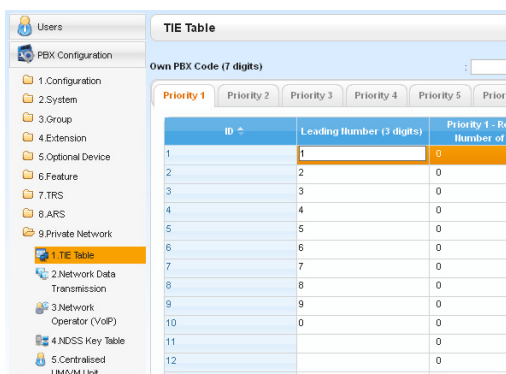 Users
TIE Table
PBX Configuration
Own PBX Code (7 digits) :
1.Configuration
2.System
3.Group
4.Extension
5.Optional Device
6.Feature
7.TRS
8.ARS
9.Private Network
1.TIE Table
2.Network Data
Transmission
3.Network
Operator (VoIP)
4.NDSS Key Table
5.Centralised
UM/VM Unit
Priority 1 Priority 2 Priority 3 Priority 4 Priority 5 Prior
ID Leading Number (3 digits) Priority 1 - Re
Number of
1 1 0
2 2 0
3 3 0
4 4 0
5 5 0
6 6 0
7 7 0
8 8 0
9 9 0
10 0 0
11 0
12 0